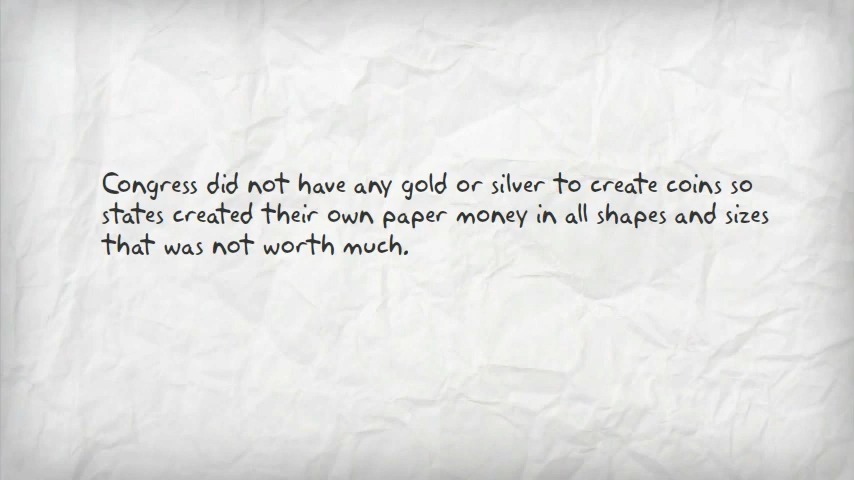 Congress did not have any gold or silver to create coins so
states created their own paper money in all shapes and sizes
that was not worth much.